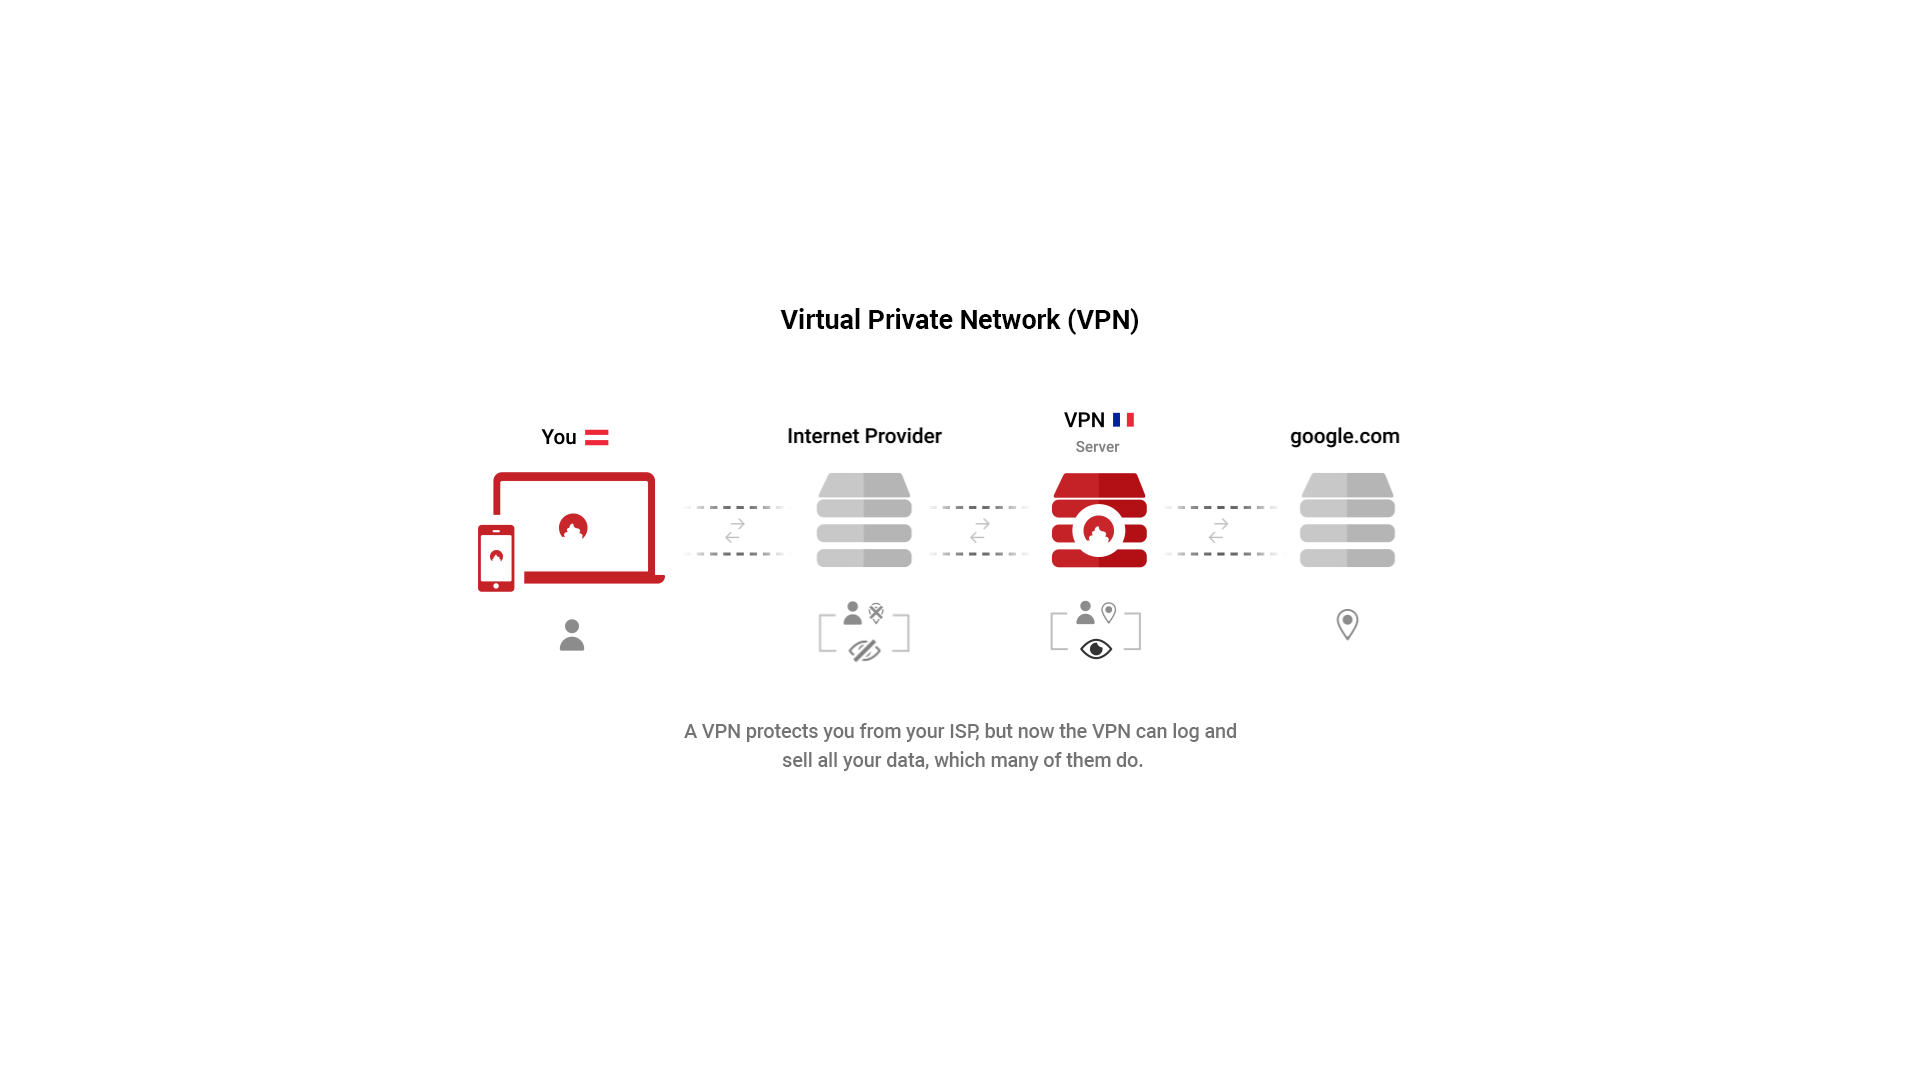 Virtual Private Network (VPN)
You
Internet Provider
VPN
Server
google.com
A VPN protects you from your ISP, but now the VPN can log and
sell all your data, which many of them do.